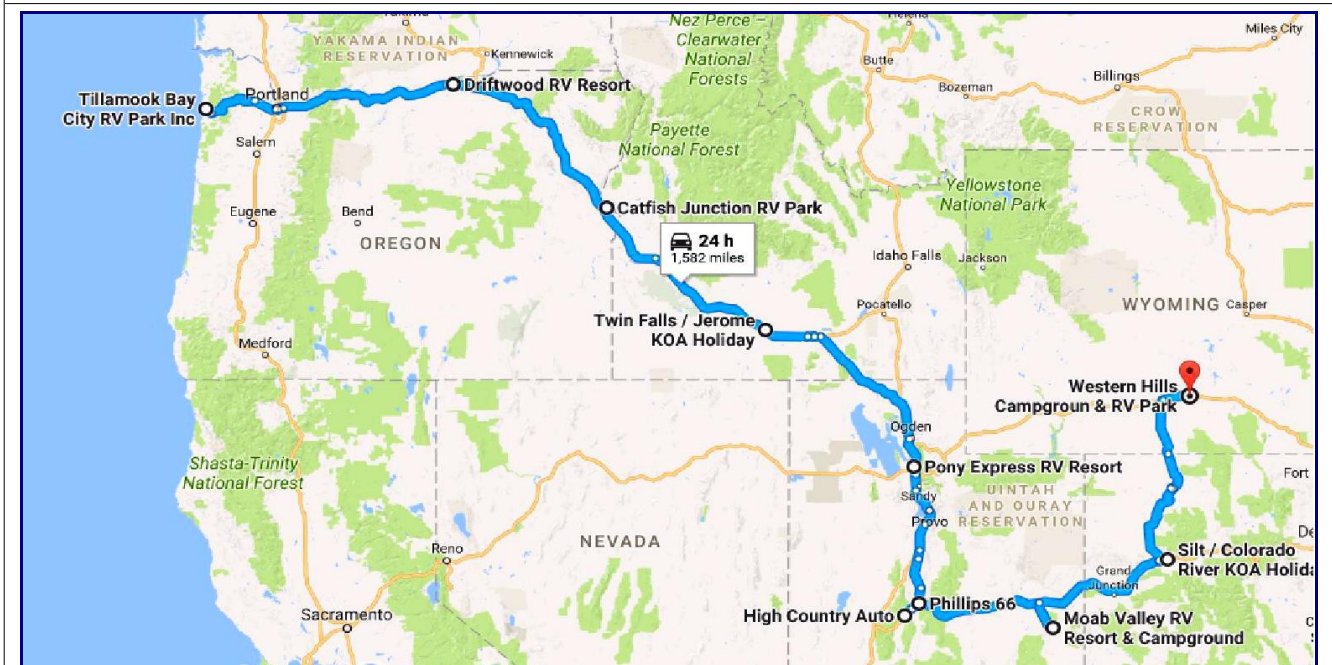 Yakima
Helena
Nez Perce –
Clearwater
National
Forests
Miles City
YAKAMA INDIAN
RESERVATION
Kennewick
Butte
Billings
Bozeman
Driftwood RV Resort
Portland
Tillamook Bay
City RV Park Inc
CROW
RESERVATION
Salem
Payette
National Forest
Yellowstone
National Park
Eugene
Bend
Catfish Junction RV Park
OREGON
24 h
1,582 miles
Idaho Falls
Jackson
WYOMING
Casper
Pocatello
Twin Falls / Jerome
KOA Holiday
Medford
Western Hills
Campgroun & RV Park
Ogden
Shasta-Trinity
National Forest
Pony Express RV Resort
Fort
Sandy
UINTAH
AND OURAY
RESERVATION
Provo
De
Reno
NEVADA
Silt / Colorado
River KOA Holida
Grand
Junction
Phillips 66
High Country Auto
Sacramento
Moab Valley RV
Resort & Campground
C
S